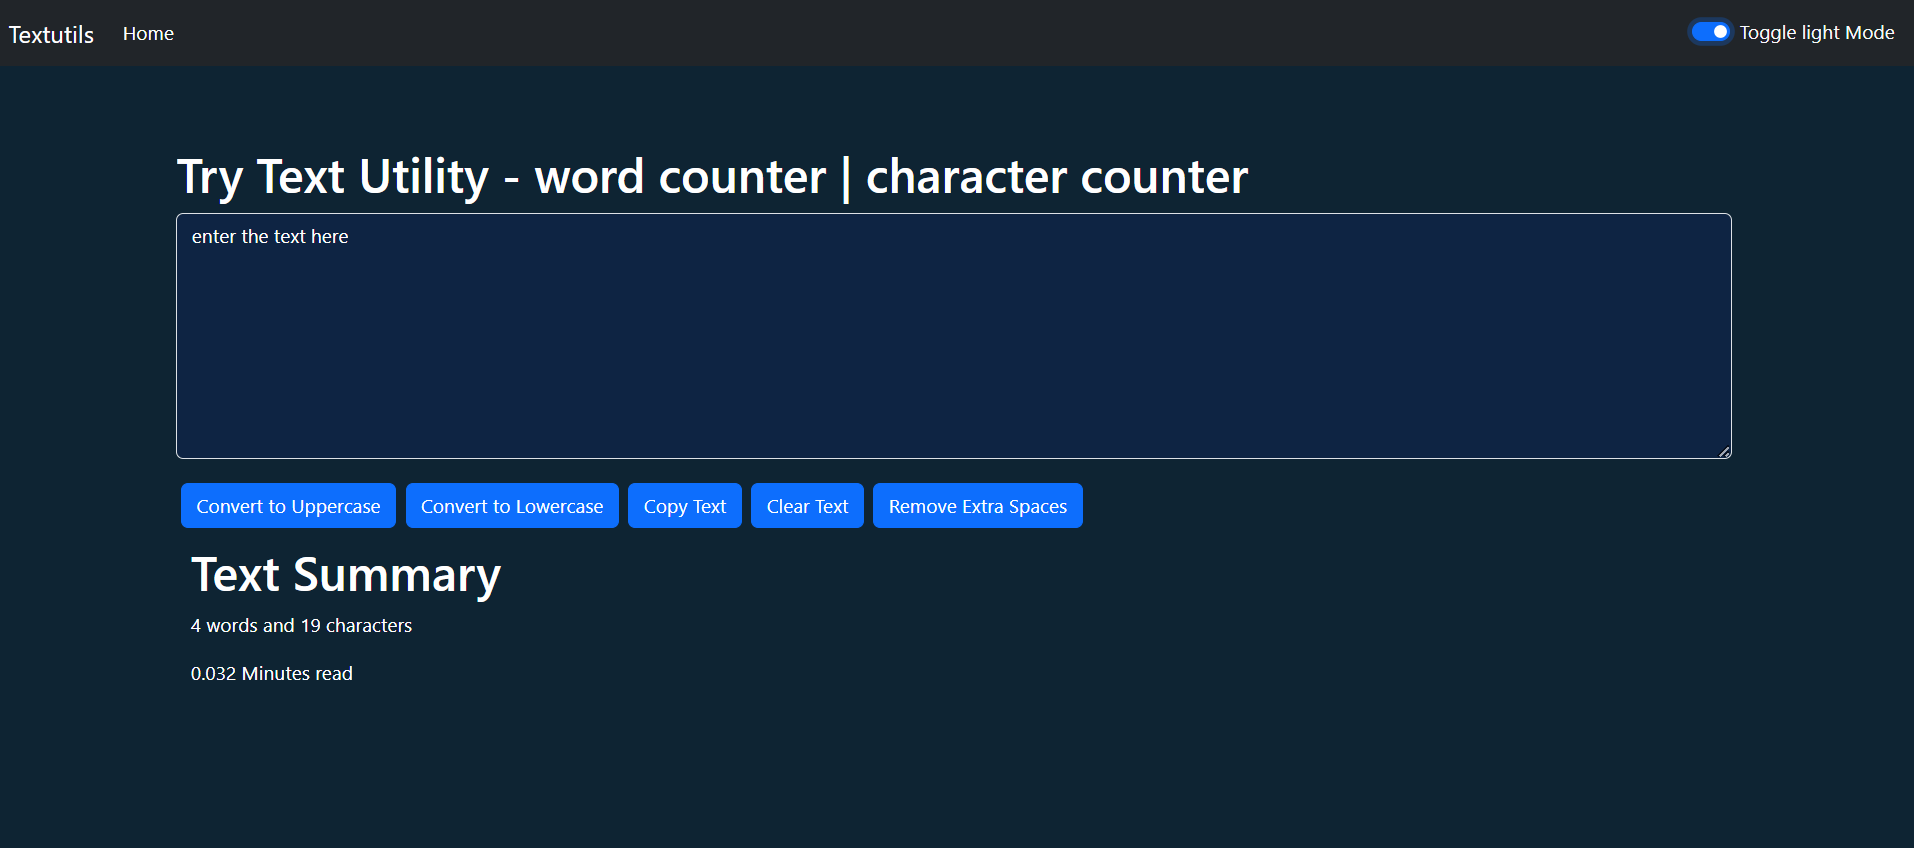 Textutils Home Toggle light Mode
Try Text Utility - word counter | character counter
enter the text here
Convert to Uppercase Convert to Lowercase Copy Text Clear Text Remove Extra Spaces
Text Summary
4 words and 19 characters
0.032 Minutes read